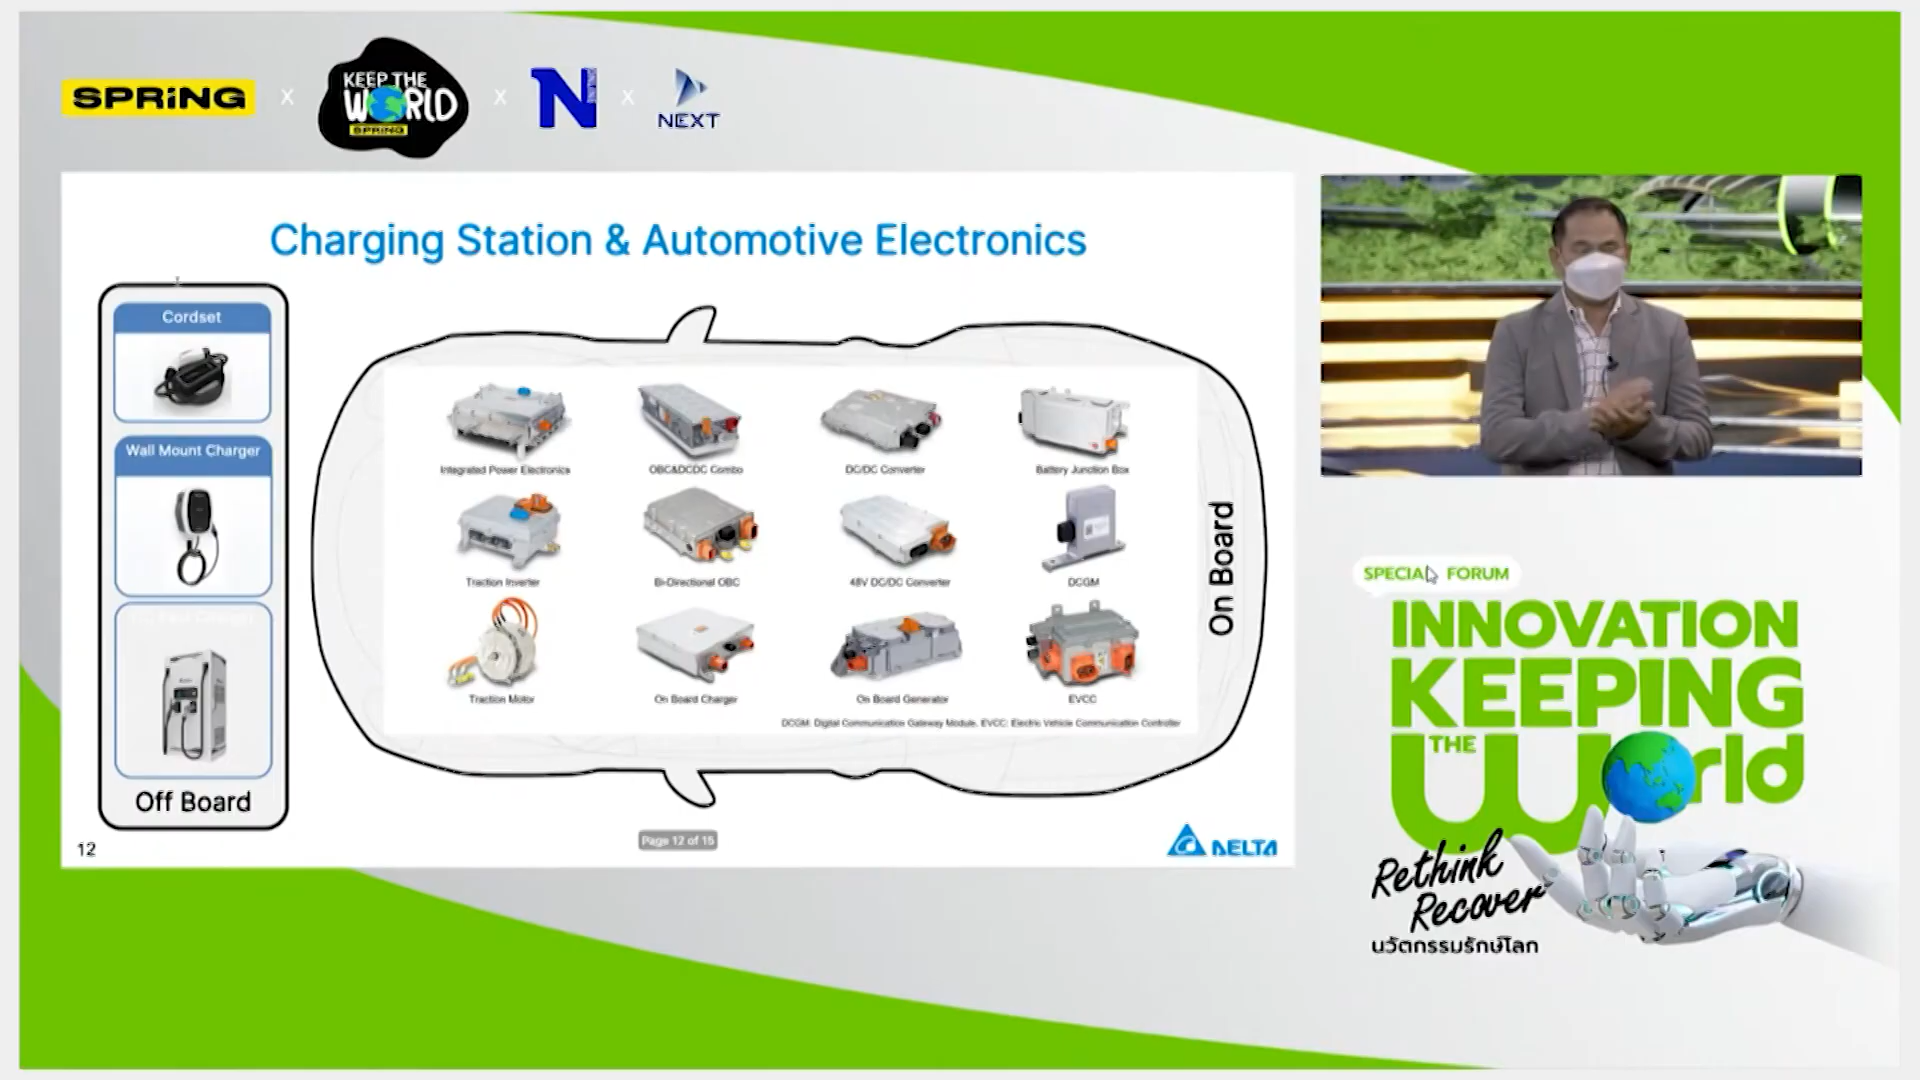 SPRiNG
x
KEEP THE
WORLD
SPRiNG
x
N
x
NEXT
Charging Station & Automotive Electronics
Cordset
Wall Mount Charger
Off Board
Integrated Power Electronics
OBC&DCDC Combo
DC/DC Converter
Battery Junction Box
Traction Inverter
Bi-Directional OBC
48V DC/DC Converter
DCGM
Traction Motor
On Board Charger
On Board Generator
EVCC
DCGM: Digital Communication Gateway Module, EVCC: Electric Vehicle Communication Controller
On Board
12
Page 12 of 15
DELTA
SPECIAL FORUM
INNOVATION
KEEPING
THE World
Rethink
Recover
นวัตกรรมรักษ์โลก